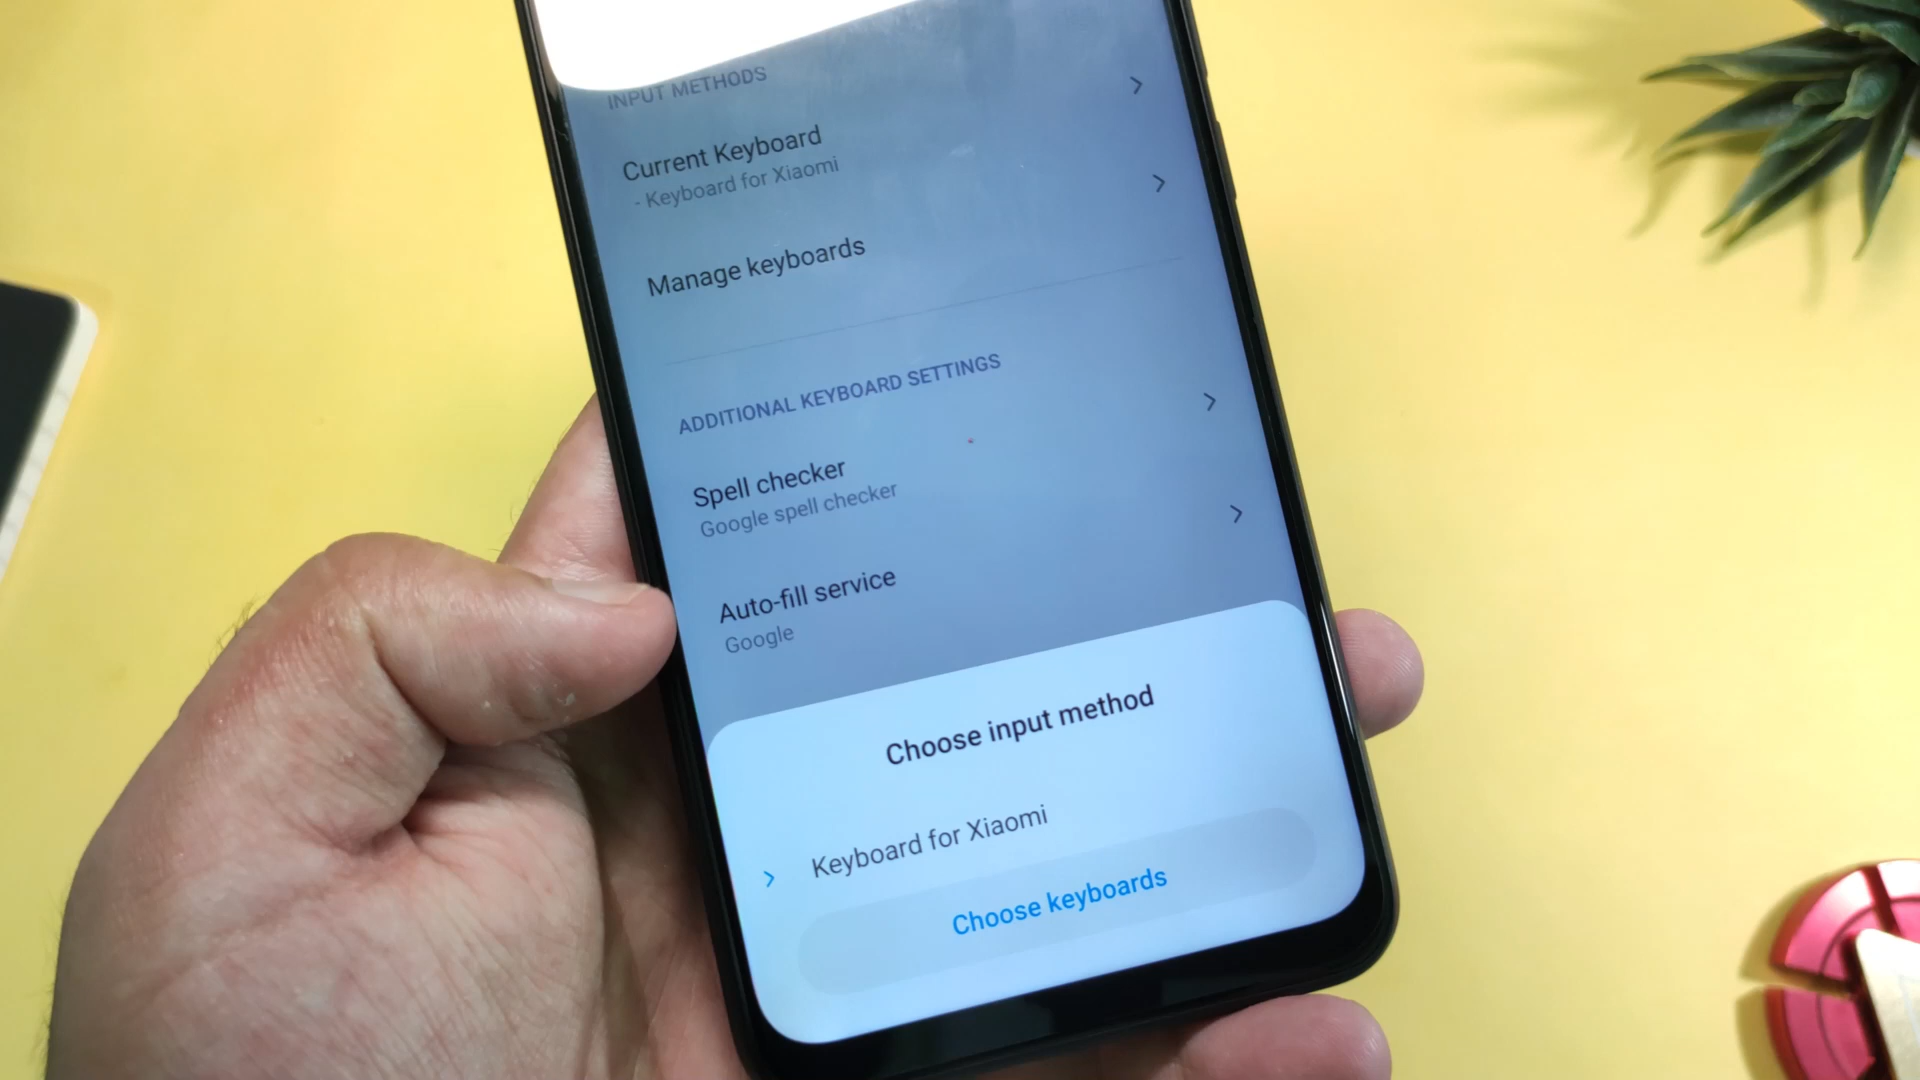 INPUT METHODS
Current Keyboard
- Keyboard for Xiaomi
Manage keyboards
ADDITIONAL KEYBOARD SETTINGS
Spell checker
Google spell checker
Auto-fill service
Google
Choose input method
Keyboard for Xiaomi
Choose keyboards